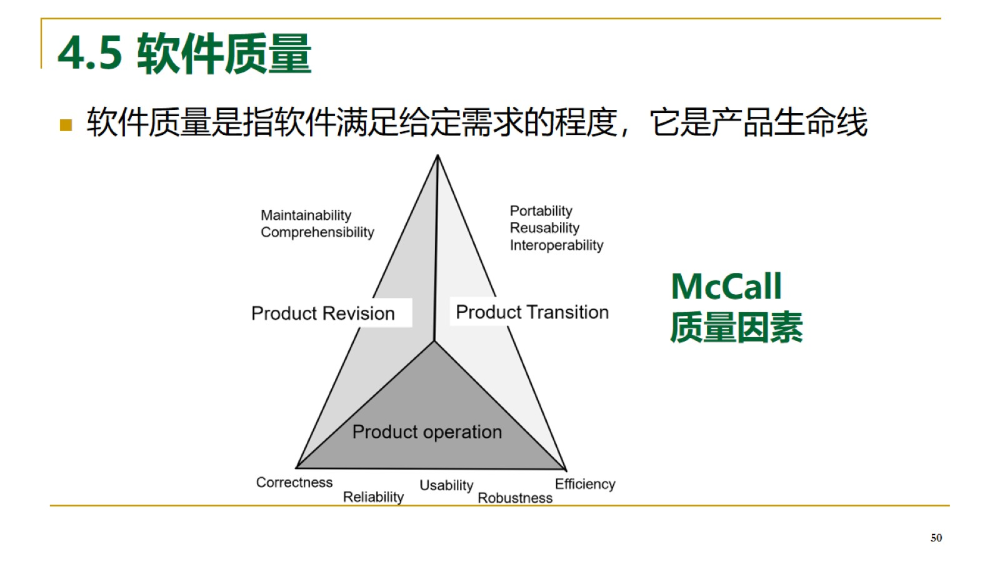 4.5 软件质量
软件质量是指软件满足给定需求的程度，它是产品生命线
Maintainability
Comprehensibility
Portability
Reusability
Interoperability
McCall
质量因素
Product Revision
Product Transition
Product operation
Correctness
Reliability
Usability
Robustness
Efficiency
50